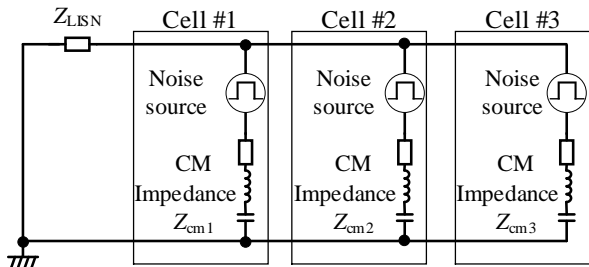 Z_LISN
Cell #1
Cell #2
Cell #3
Noise
source
Noise
source
Noise
source
CM
Impedance
Z_cm1
CM
Impedance
Z_cm2
CM
Impedance
Z_cm3